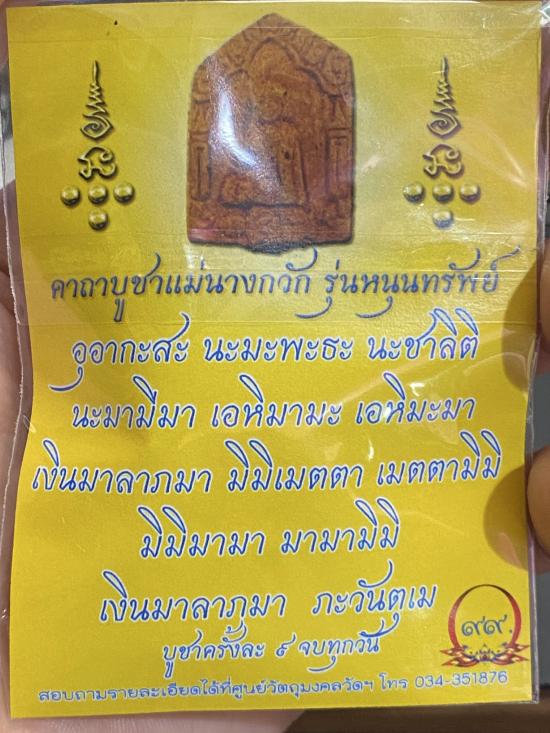 คาถาบูชาแม่นางกวัก รุ่นหนุนทรัพย์
อุอากะสะ นะมะพะธะ นะชาลิติ
นะมามีมา เอหิมามะ เอหิมะมา
เงินมาลาภมา มิมิเมตตา เมตตามิมิ
มิมิมามา มามามิมิ
เงินมาลาภมา ภะวันตุเม
บูชาครั้งละ ๙ จบทุกวัน
๙๙
สอบถามรายละเอียดได้ที่ศูนย์วัตถุมงคลวัดฯ โทร 034-351876